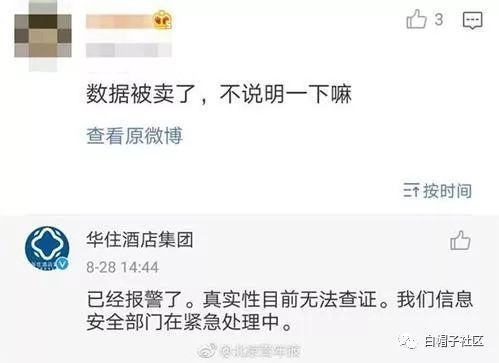 3
数据被卖了，不说明一下嘛
查看原微博
按时间
华住酒店集团
8-28 14:44
已经报警了。真实性目前无法查证。我们信息
安全部门在紧急处理中。
@北京青年报
白帽子社区